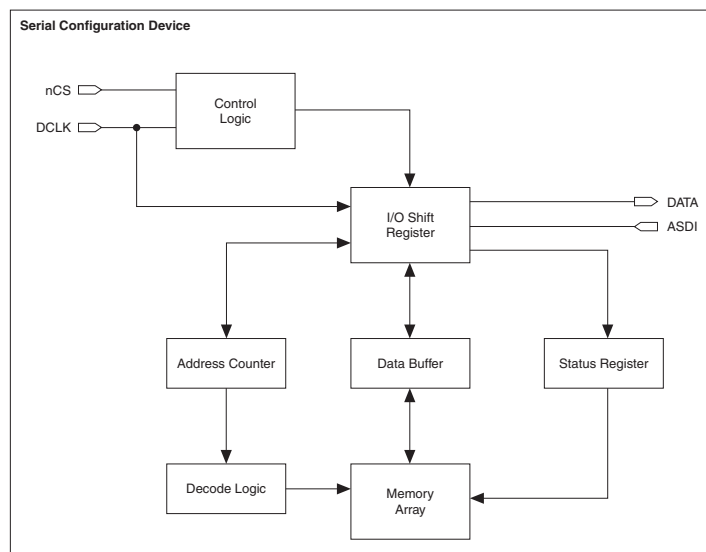 Serial Configuration Device
nCS
Control
Logic
DCLK
DATA
I/O Shift
Register
ASDI
Address Counter
Data Buffer
Status Register
Decode Logic
Memory
Array